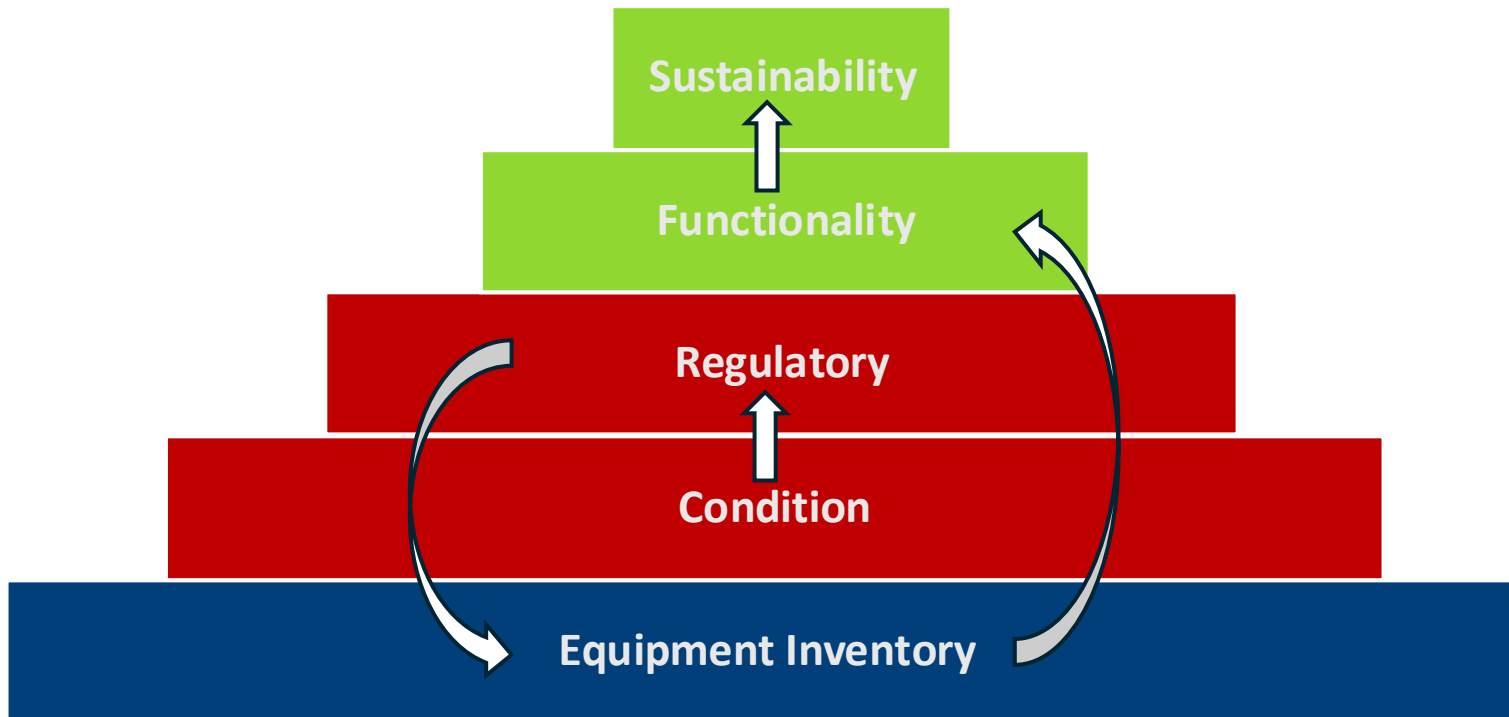 Sustainability
Functionality
Regulatory
Condition
Equipment Inventory